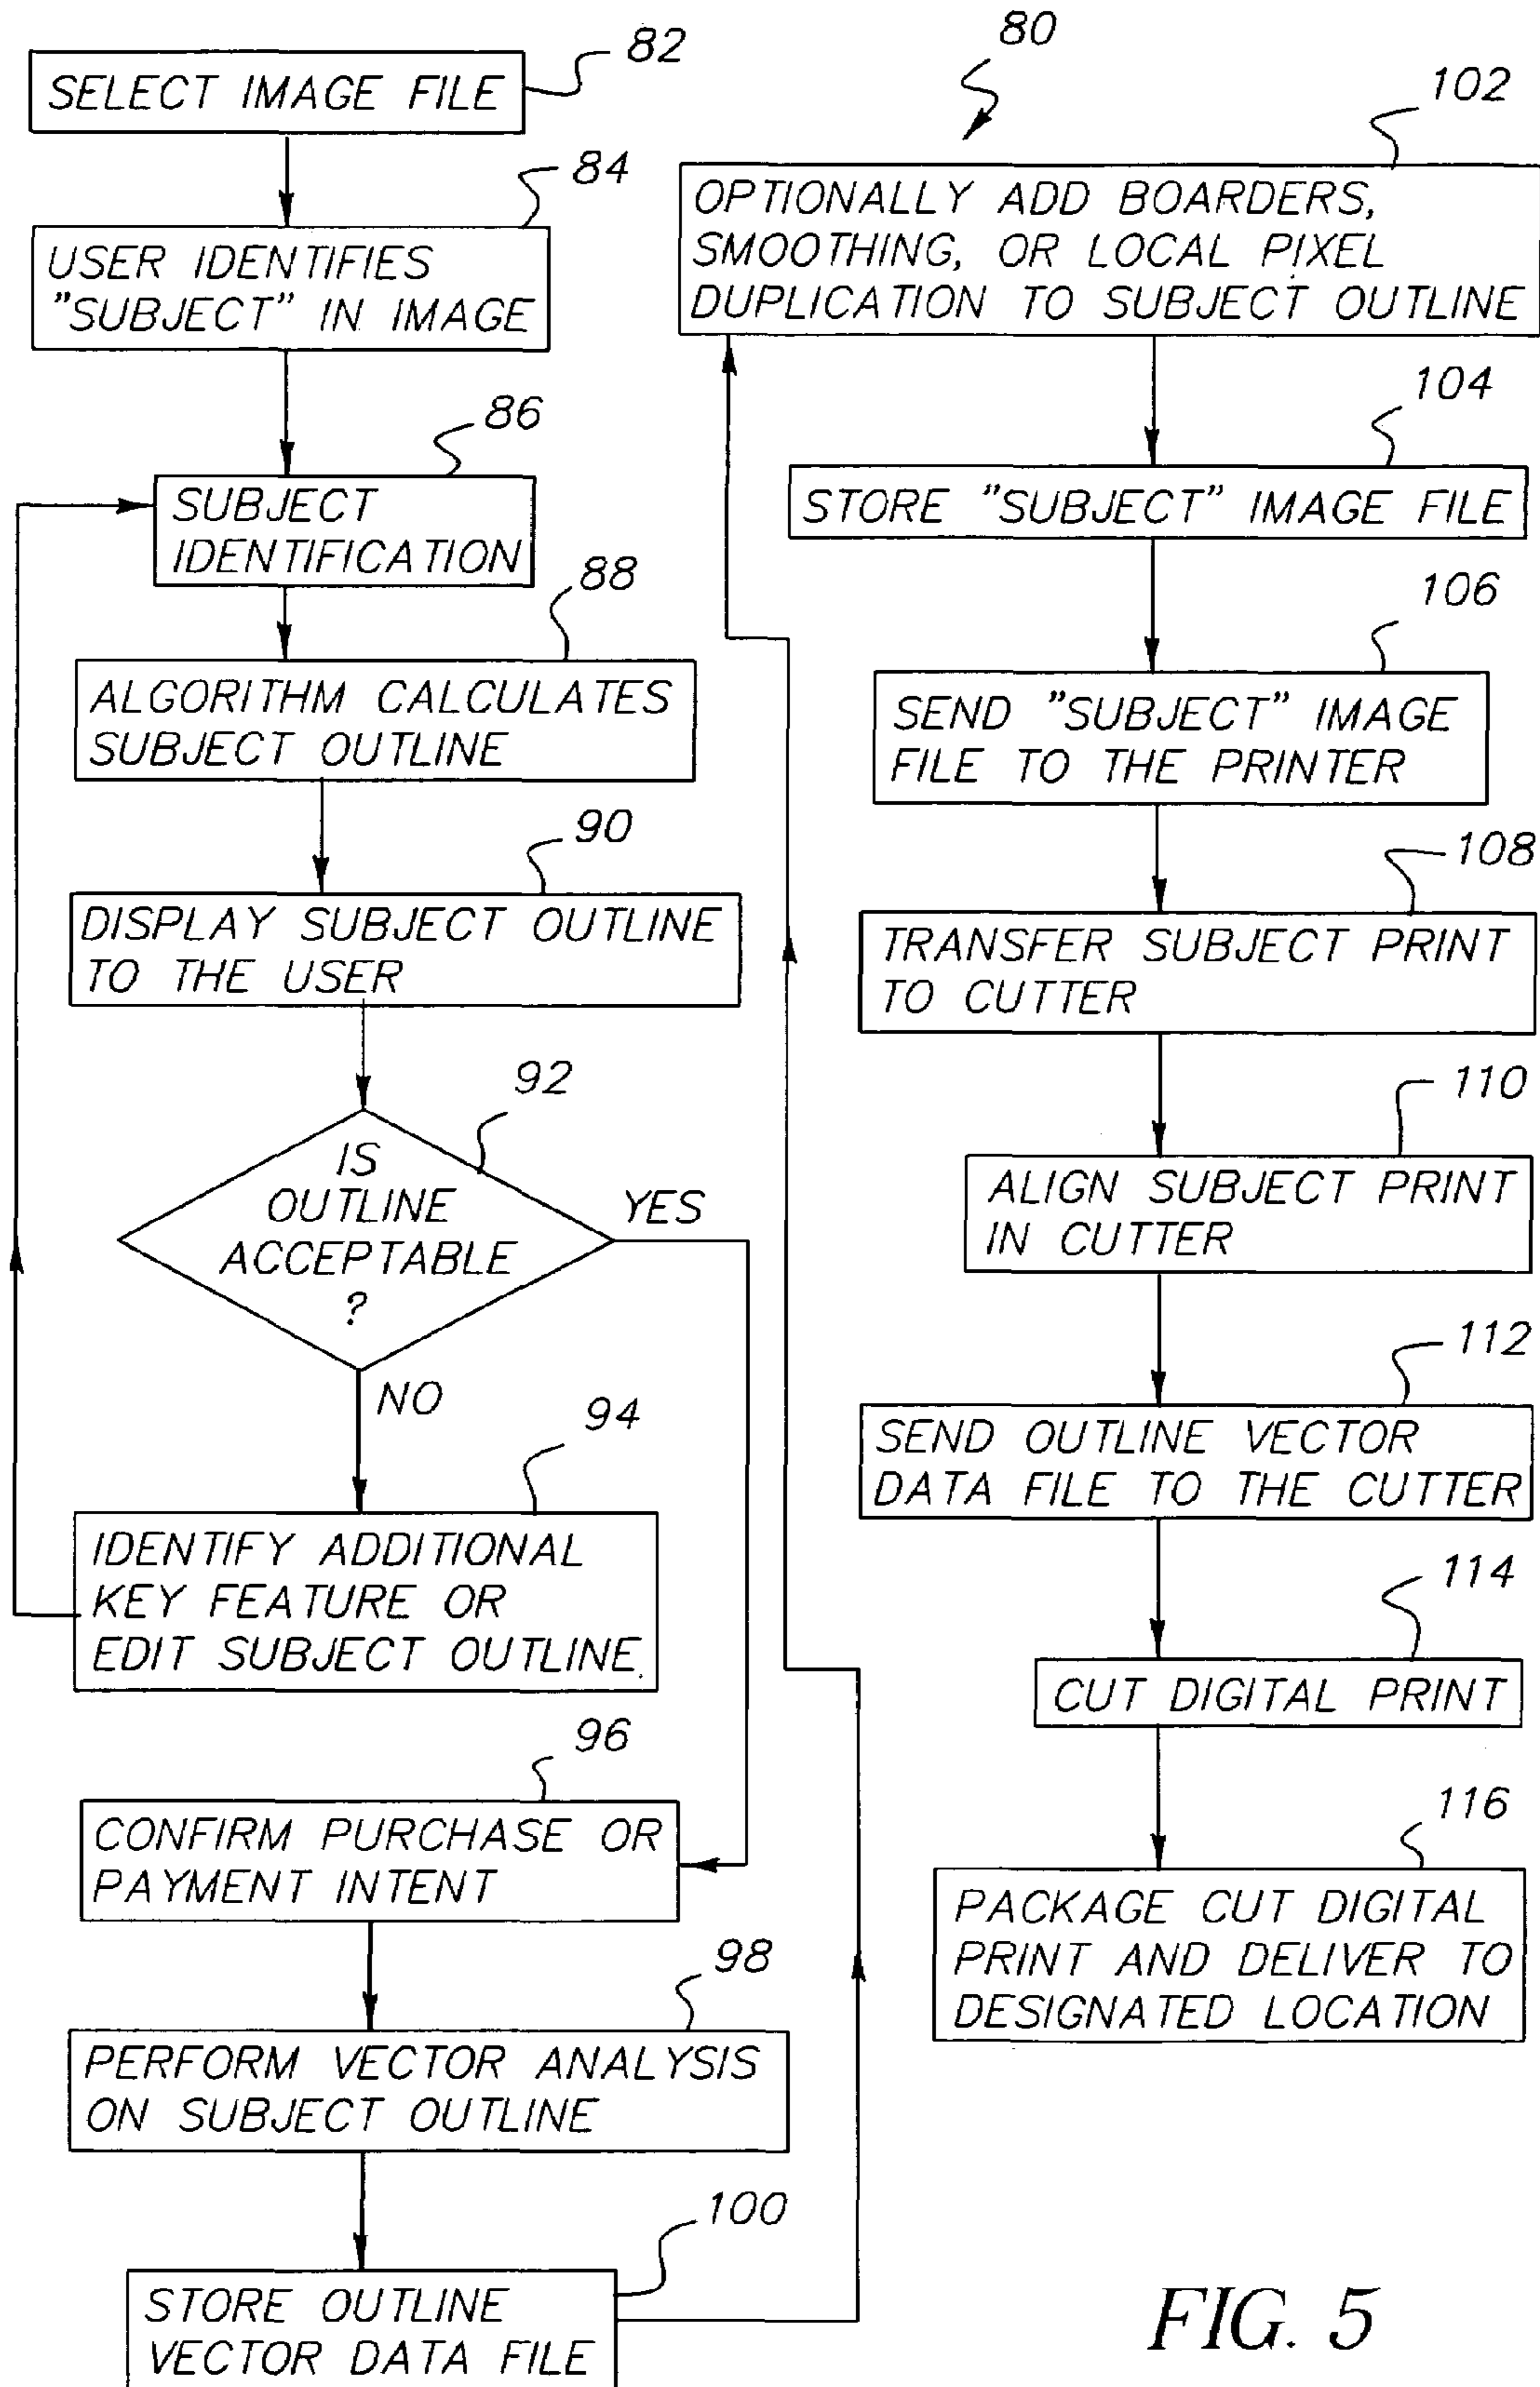 82
SELECT IMAGE FILE
84
USER IDENTIFIES
"SUBJECT" IN IMAGE
86
SUBJECT
IDENTIFICATION
88
ALGORITHM CALCULATES
SUBJECT OUTLINE
90
DISPLAY SUBJECT OUTLINE
TO THE USER
92
IS
OUTLINE
ACCEPTABLE
?
YES
NO
94
IDENTIFY ADDITIONAL
KEY FEATURE OR
EDIT SUBJECT OUTLINE
96
CONFIRM PURCHASE OR
PAYMENT INTENT
98
PERFORM VECTOR ANALYSIS
ON SUBJECT OUTLINE
100
STORE OUTLINE
VECTOR DATA FILE
80
102
OPTIONALLY ADD BOARDERS,
SMOOTHING, OR LOCAL PIXEL
DUPLICATION TO SUBJECT OUTLINE
104
STORE "SUBJECT" IMAGE FILE
106
SEND "SUBJECT" IMAGE
FILE TO THE PRINTER
108
TRANSFER SUBJECT PRINT
TO CUTTER
110
ALIGN SUBJECT PRINT
IN CUTTER
112
SEND OUTLINE VECTOR
DATA FILE TO THE CUTTER
114
CUT DIGITAL PRINT
116
PACKAGE CUT DIGITAL
PRINT AND DELIVER TO
DESIGNATED LOCATION
FIG. 5